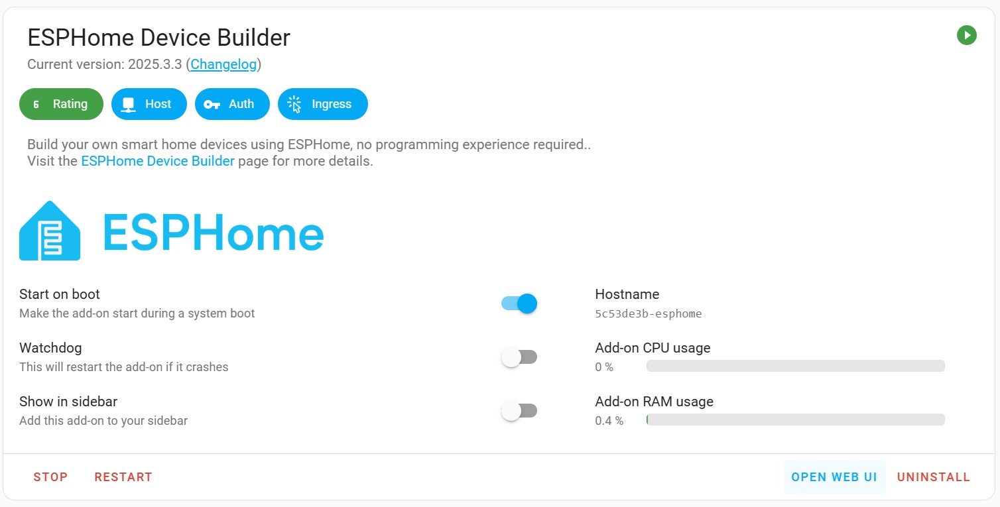 ESPHome Device Builder
Current version: 2025.3.3 (Changelog)
6 Rating Host Auth Ingress
Build your own smart home devices using ESPHome, no programming experience required..
Visit the ESPHome Device Builder page for more details.
ESPHome
Start on boot
Make the add-on start during a system boot
Hostname
5c53de3b-esphome
Watchdog
This will restart the add-on if it crashes
Add-on CPU usage
0 %
Show in sidebar
Add this add-on to your sidebar
Add-on RAM usage
0.4 %
STOP RESTART OPEN WEB UI UNINSTALL